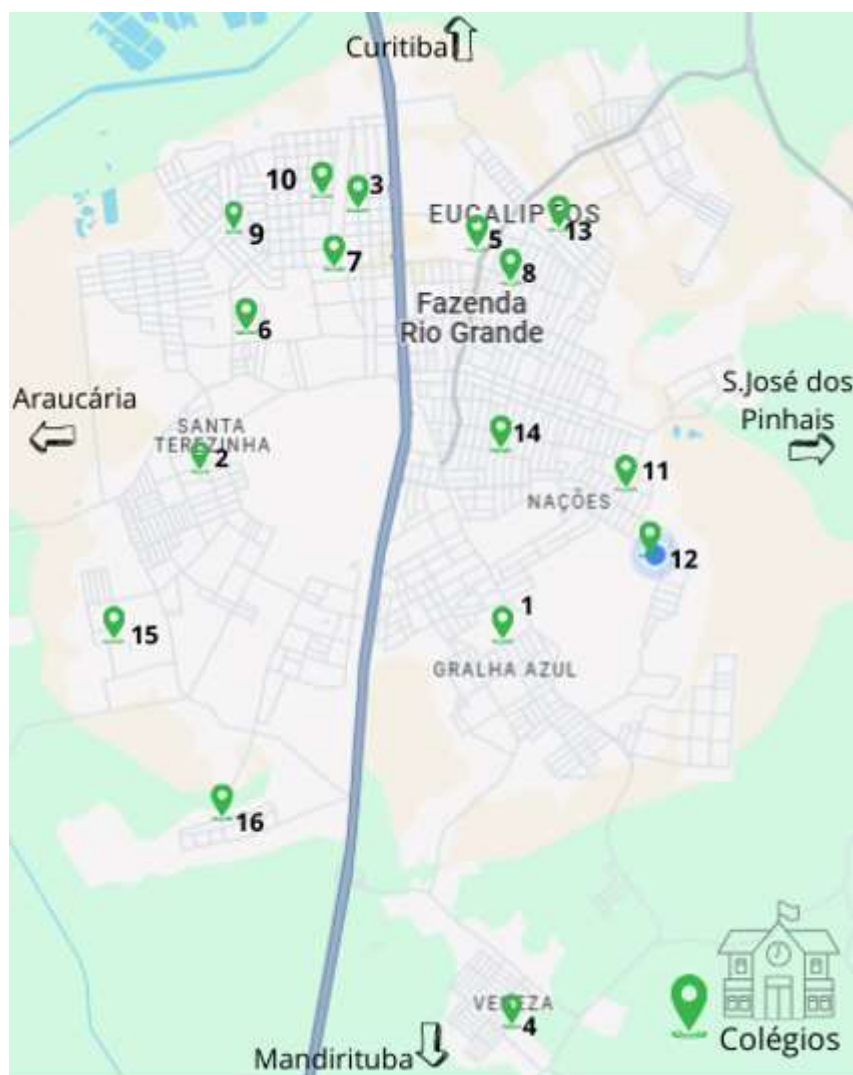 Curitiba
10
3
EUCALIPTOS
9
5
13
7
8
Fazenda
Rio Grande
6
S.José dos
Pinhais
Araucária
SANTA
TEREZINHA
14
2
11
NAÇÕES
12
1
15
GRALHA AZUL
16
VENEZA
4
Colégios
Mandirituba